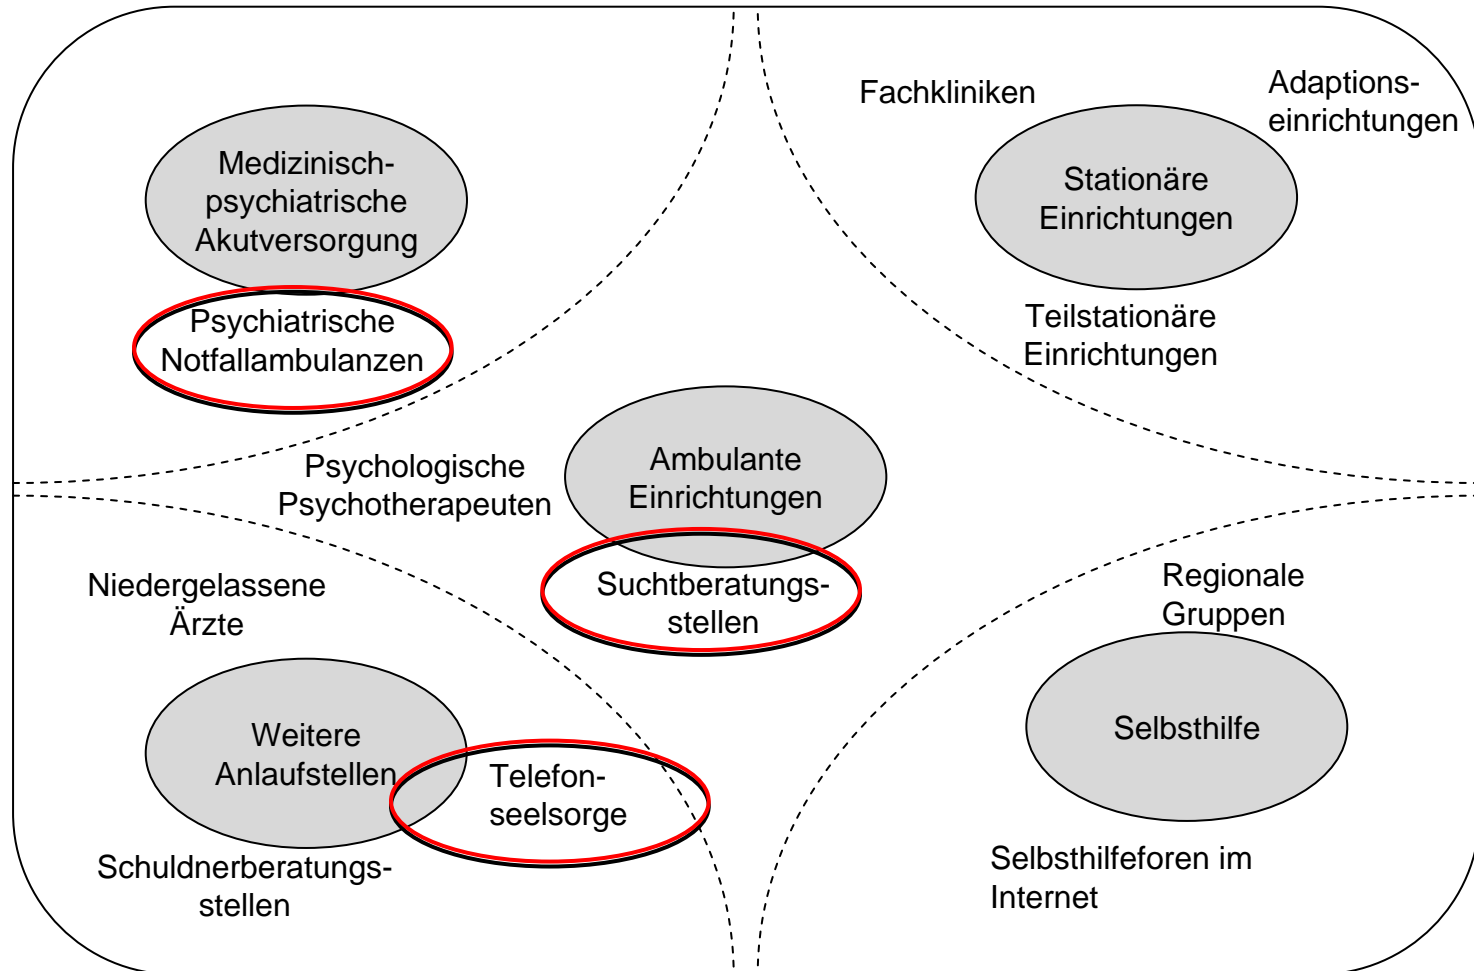 Fachkliniken
Adaptions-
einrichtungen
Medizinisch-
psychiatrische
Akutversorgung
Stationäre
Einrichtungen
Psychiatrische
Notfallambulanzen
Teilstationäre
Einrichtungen
Psychologische
Psychotherapeuten
Ambulante
Einrichtungen
Suchtberatungs-
stellen
Niedergelassene
Ärzte
Regionale
Gruppen
Weitere
Anlaufstellen
Telefon-
seelsorge
Selbsthilfe
Schuldnerberatungs-
stellen
Selbsthilfeforen im
Internet